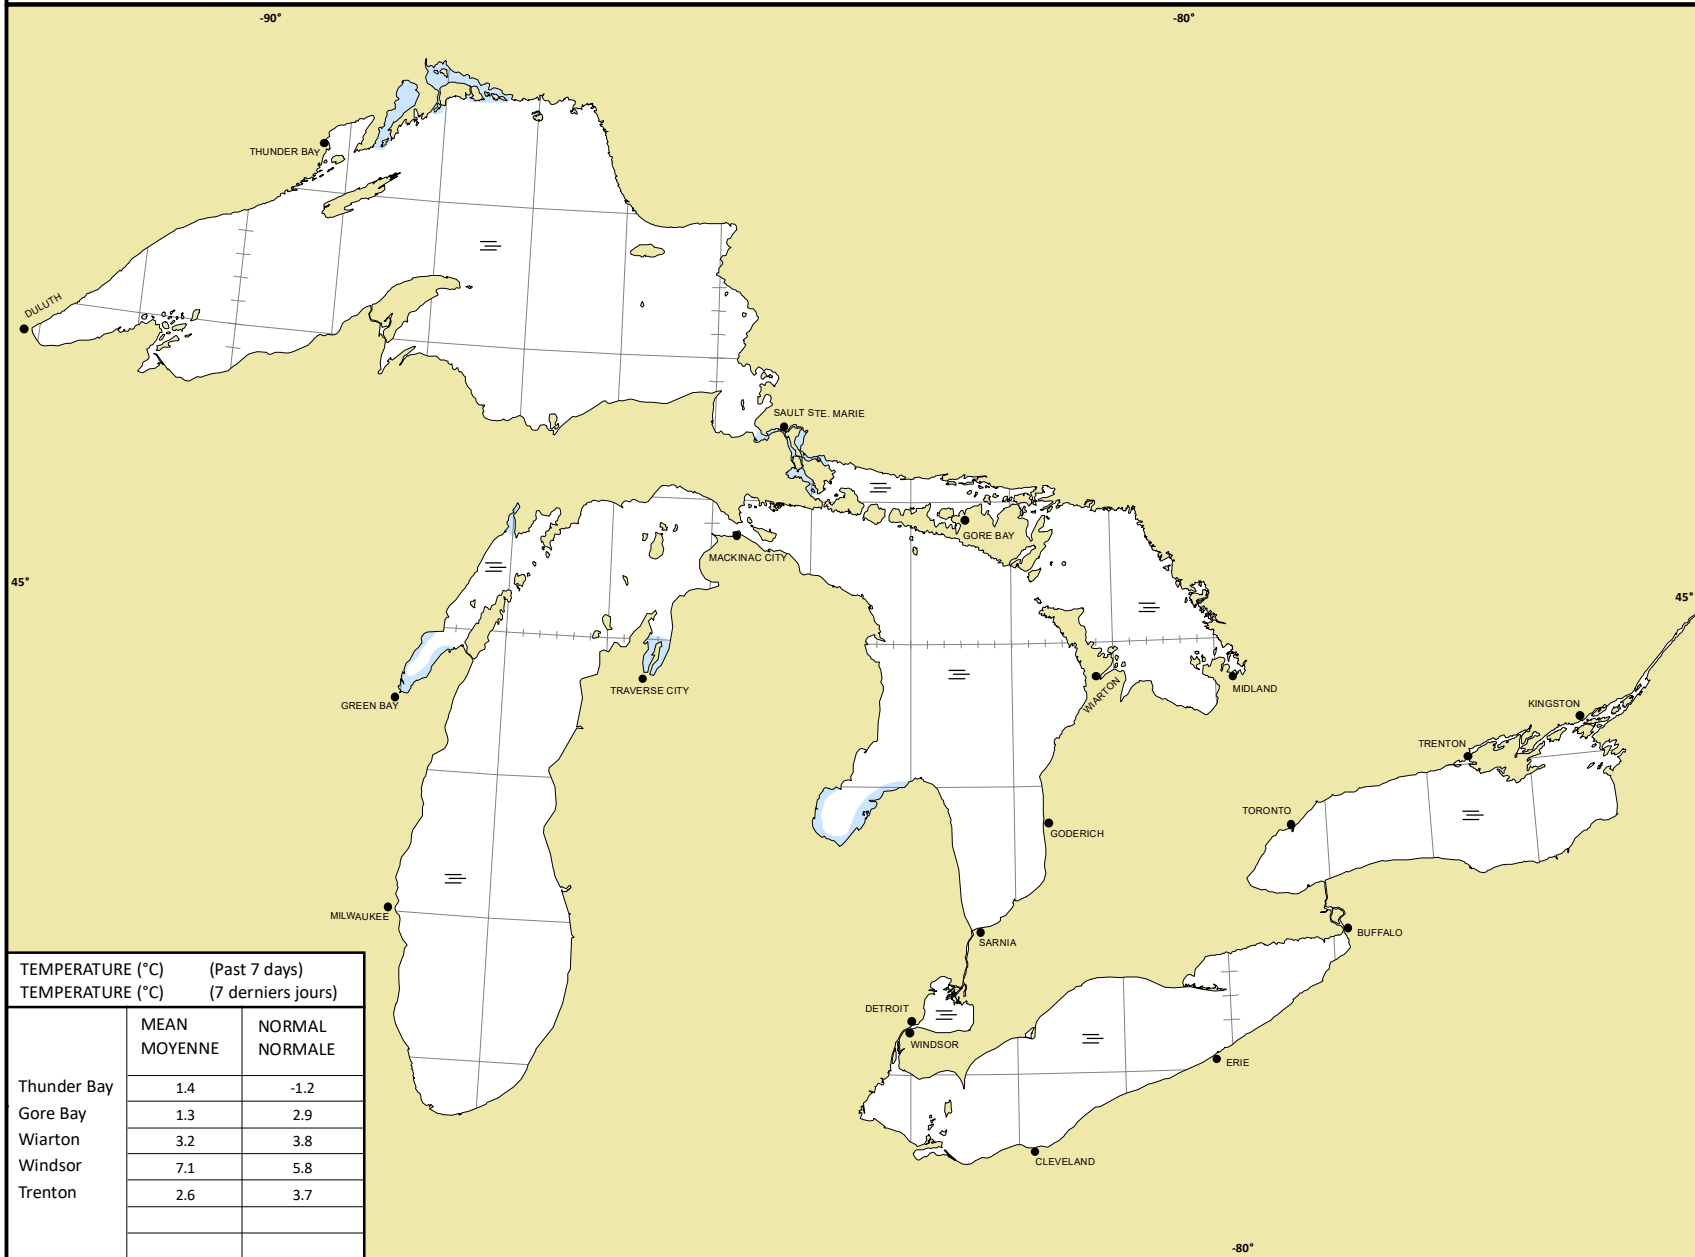 -90°
-80°
THUNDER BAY
DULUTH
SAULT STE. MARIE
GORE BAY
MACKINAC CITY
45°
45°
TRAVERSE CITY
GREEN BAY
WIARTON
MIDLAND
KINGSTON
TRENTON
TORONTO
GODERICH
MILWAUKEE
SARNIA
BUFFALO
DETROIT
WINDSOR
ERIE
CLEVELAND
-80°
TEMPERATURE (°C) (Past 7 days)
TEMPERATURE (°C) (7 derniers jours)
MEAN NORMAL
MOYENNE NORMALE
Thunder Bay 1.4 -1.2
Gore Bay 1.3 2.9
Wiarton 3.2 3.8
Windsor 7.1 5.8
Trenton 2.6 3.7